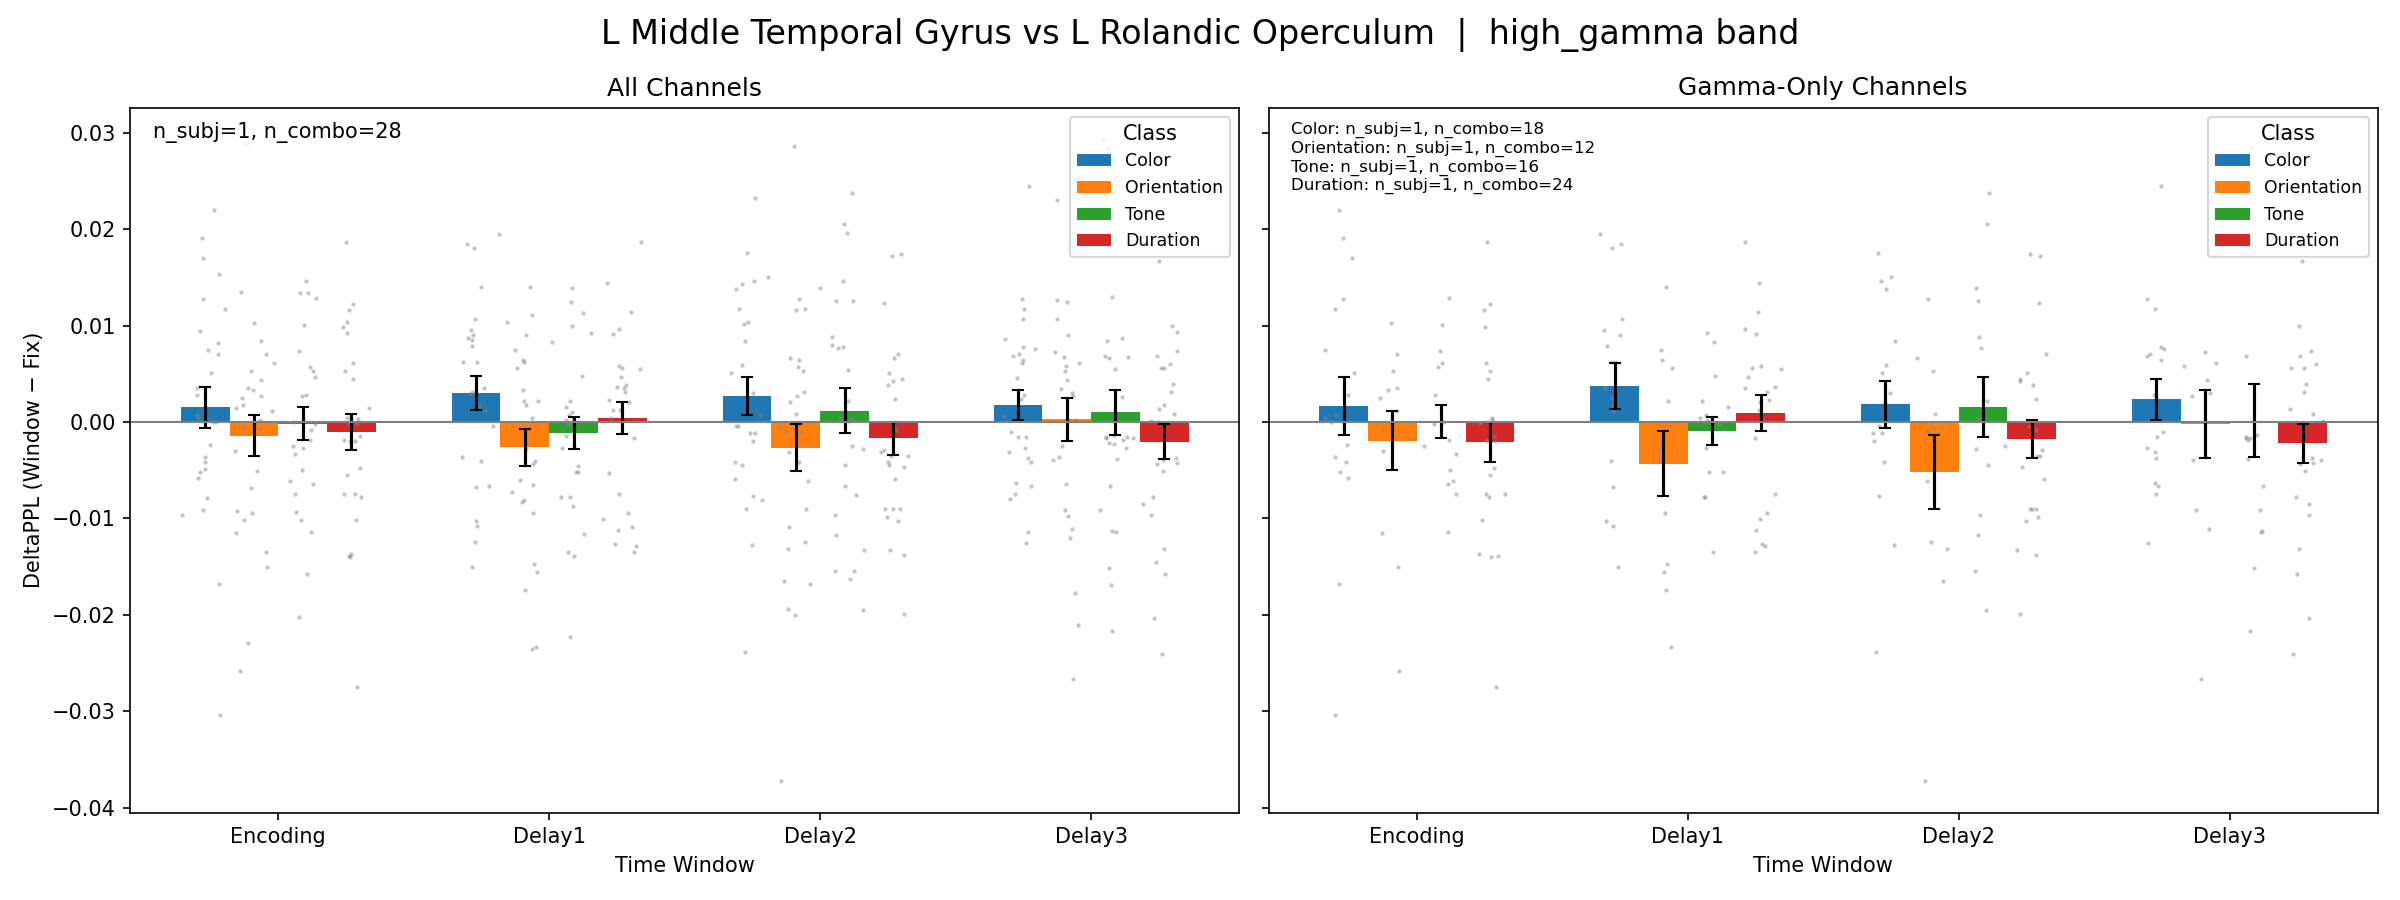 L Middle Temporal Gyrus vs L Rolandic Operculum | high_gamma band
All Channels
n_subj=1, n_combo=28
Class
Color
Orientation
Tone
Duration
DeltaPPL (Window − Fix)
0.03
0.02
0.01
0.00
−0.01
−0.02
−0.03
−0.04
Encoding
Delay1
Delay2
Delay3
Time Window
Gamma-Only Channels
Color: n_subj=1, n_combo=18
Orientation: n_subj=1, n_combo=12
Tone: n_subj=1, n_combo=16
Duration: n_subj=1, n_combo=24
Class
Color
Orientation
Tone
Duration
Encoding
Delay1
Delay2
Delay3
Time Window